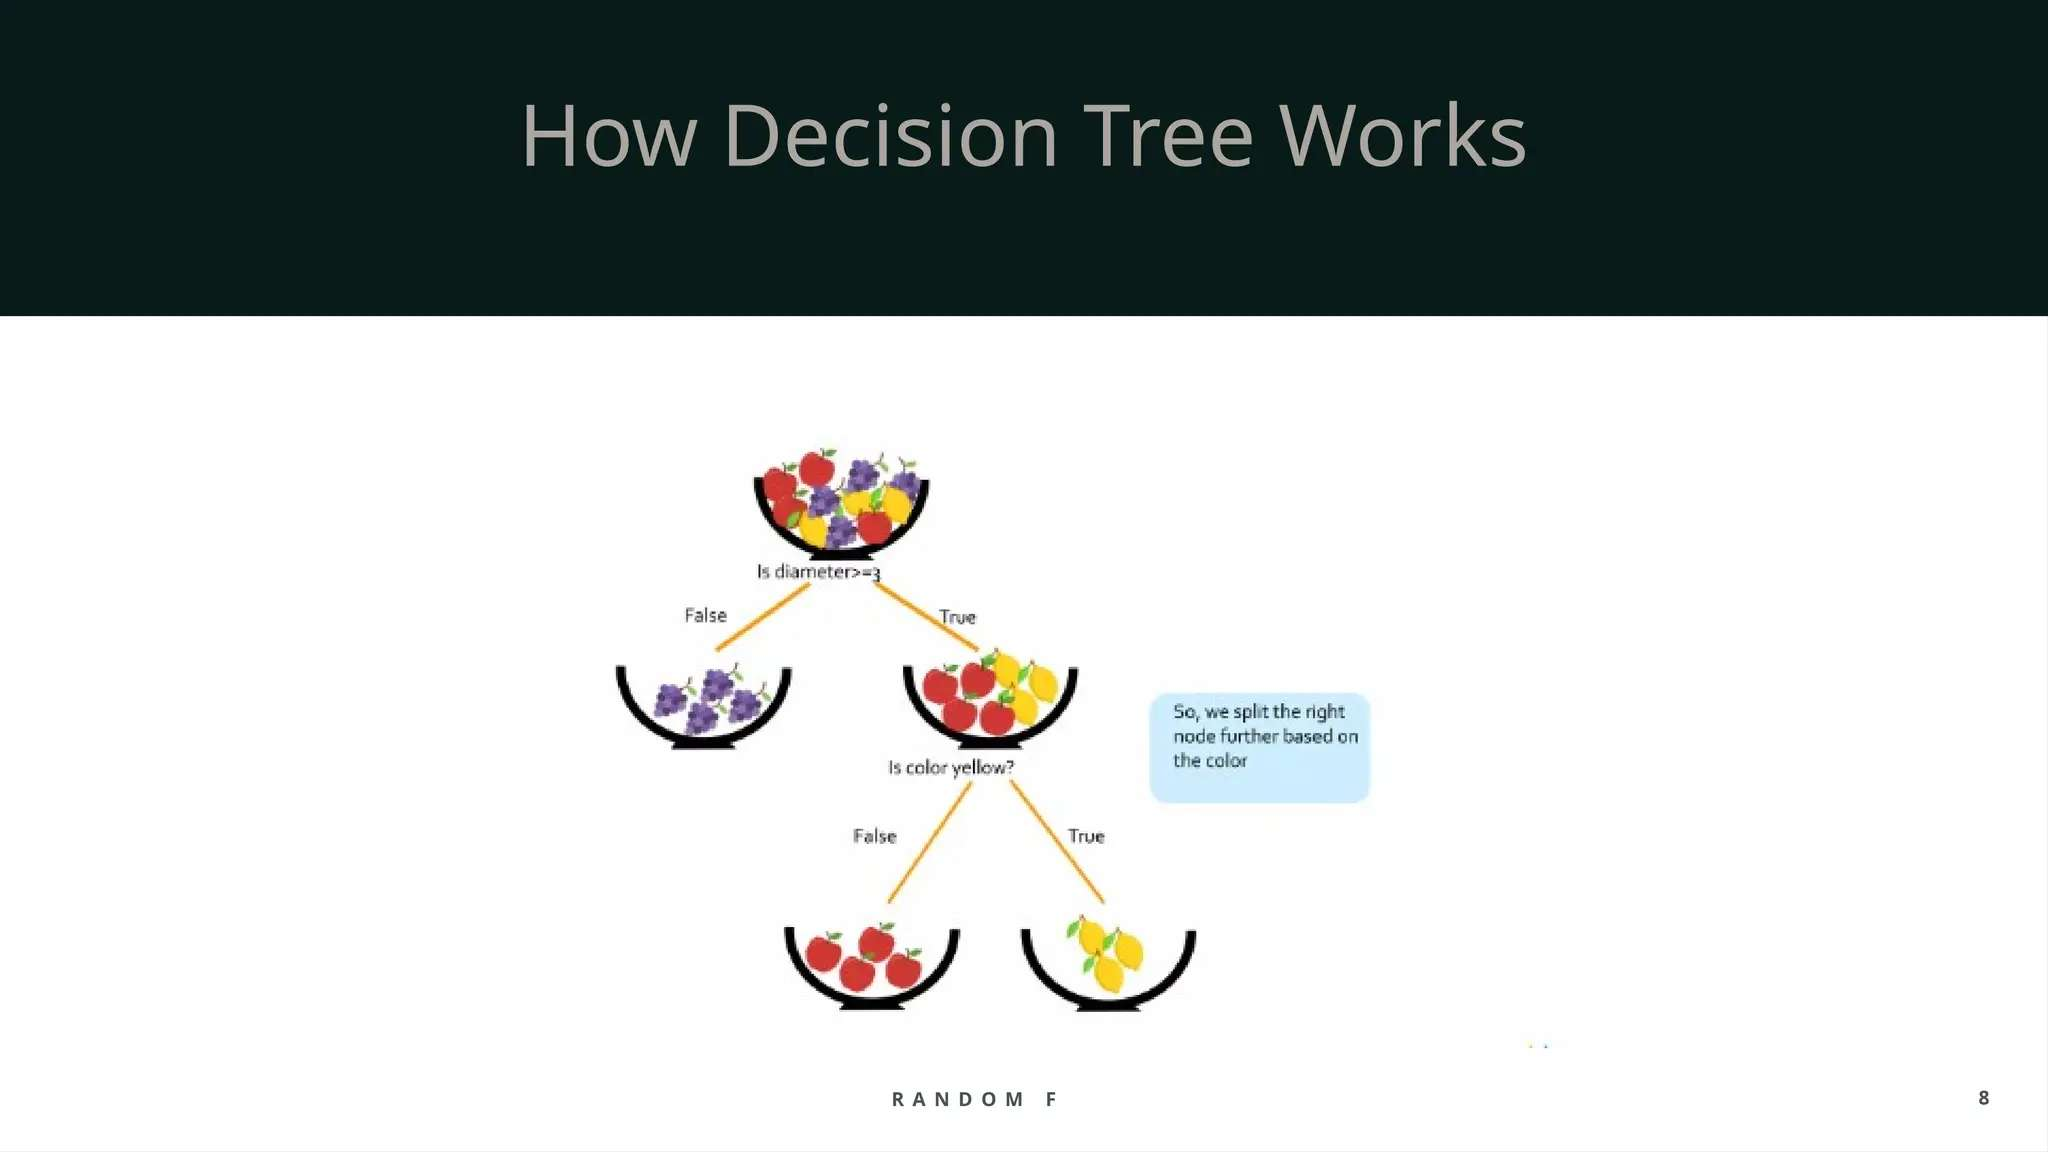 How Decision Tree Works
Is diameter>=3
False
True
So, we split the right
node further based on
the color
Is color yellow?
False
True
RANDOM F
8